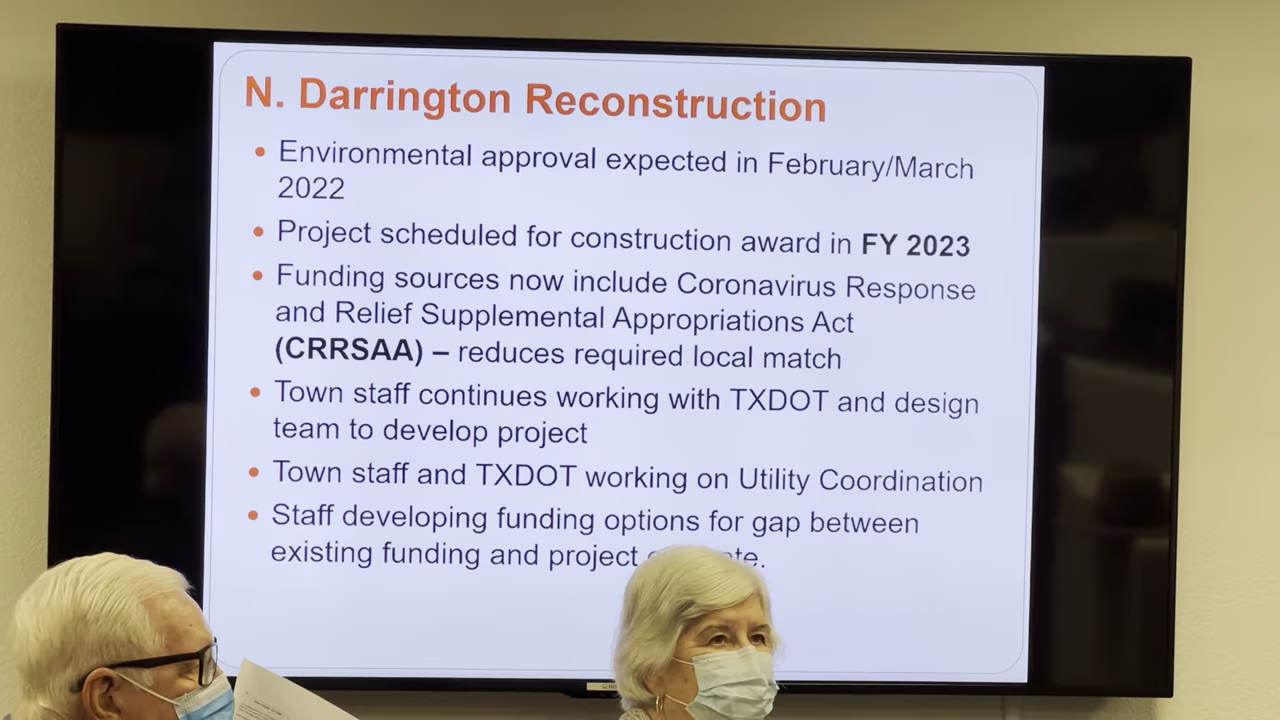 N. Darrington Reconstruction
• Environmental approval expected in February/March
2022
• Project scheduled for construction award in FY 2023
• Funding sources now include Coronavirus Response
and Relief Supplemental Appropriations Act
(CRRSAA) – reduces required local match
• Town staff continues working with TXDOT and design
team to develop project
• Town staff and TXDOT working on Utility Coordination
• Staff developing funding options for gap between
existing funding and project